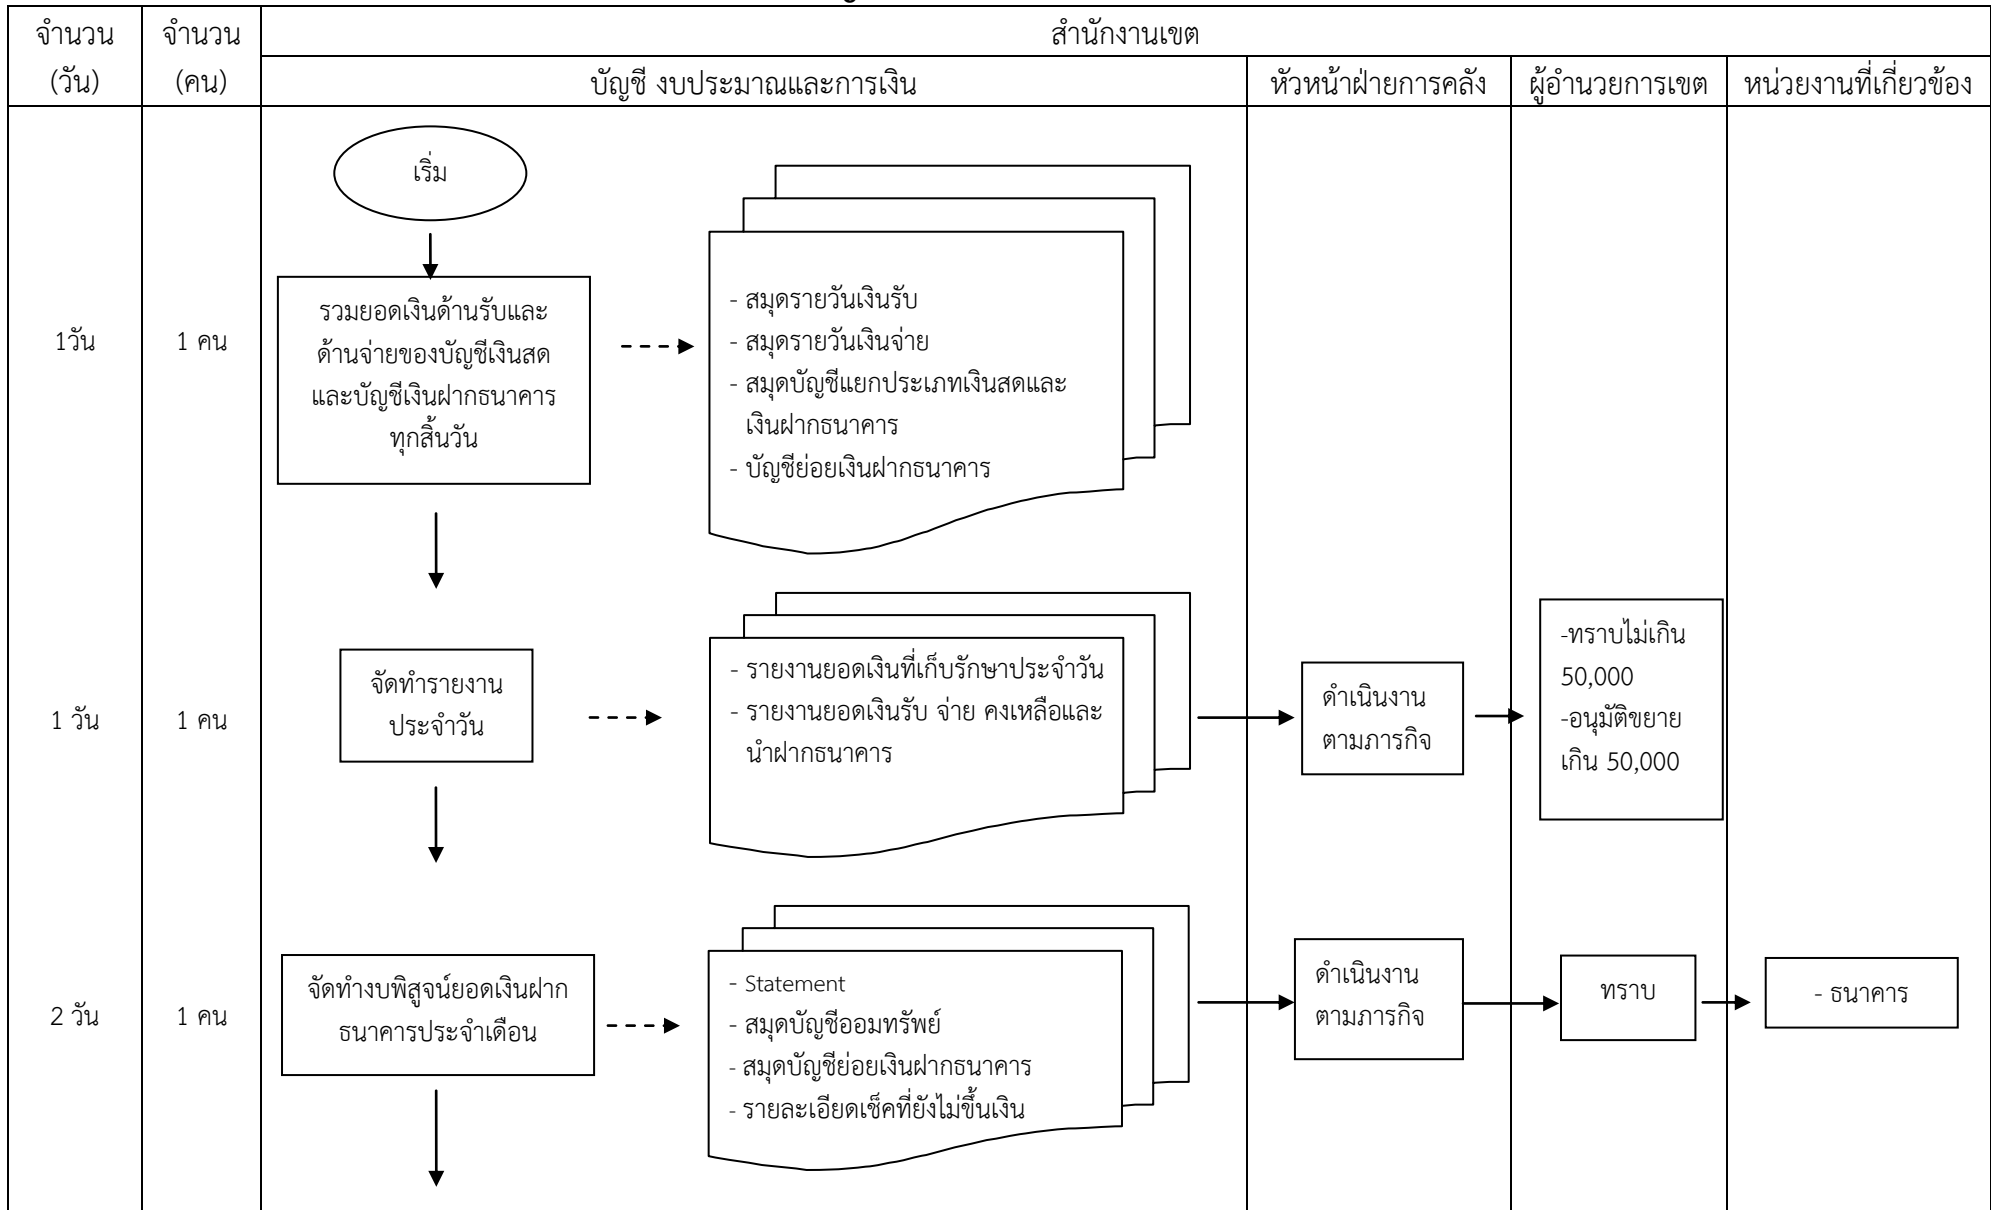 จำนวน
(วัน)
จำนวน
(คน)
สำนักงานเขต
บัญชี งบประมาณและการเงิน
หัวหน้าฝ่ายการคลัง
ผู้อำนวยการเขต
หน่วยงานที่เกี่ยวข้อง
เริ่ม
1วัน
1 คน
รวมยอดเงินด้านรับและ
ด้านจ่ายของบัญชีเงินสด
และบัญชีเงินฝากธนาคาร
ทุกสิ้นวัน
- สมุดรายวันเงินรับ
- สมุดรายวันเงินจ่าย
- สมุดบัญชีแยกประเภทเงินสดและ
เงินฝากธนาคาร
- บัญชีย่อยเงินฝากธนาคาร
1 วัน
1 คน
จัดทำรายงาน
ประจำวัน
- รายงานยอดเงินที่เก็บรักษาประจำวัน
- รายงานยอดเงินรับ จ่าย คงเหลือและ
นำฝากธนาคาร
ดำเนินงาน
ตามภารกิจ
-ทราบไม่เกิน
50,000
-อนุมัติขยาย
เกิน 50,000
2 วัน
1 คน
จัดทำงบพิสูจน์ยอดเงินฝาก
ธนาคารประจำเดือน
- Statement
- สมุดบัญชีออมทรัพย์
- สมุดบัญชีย่อยเงินฝากธนาคาร
- รายละเอียดเช็คที่ยังไม่ขึ้นเงิน
ดำเนินงาน
ตามภารกิจ
ทราบ
- ธนาคาร